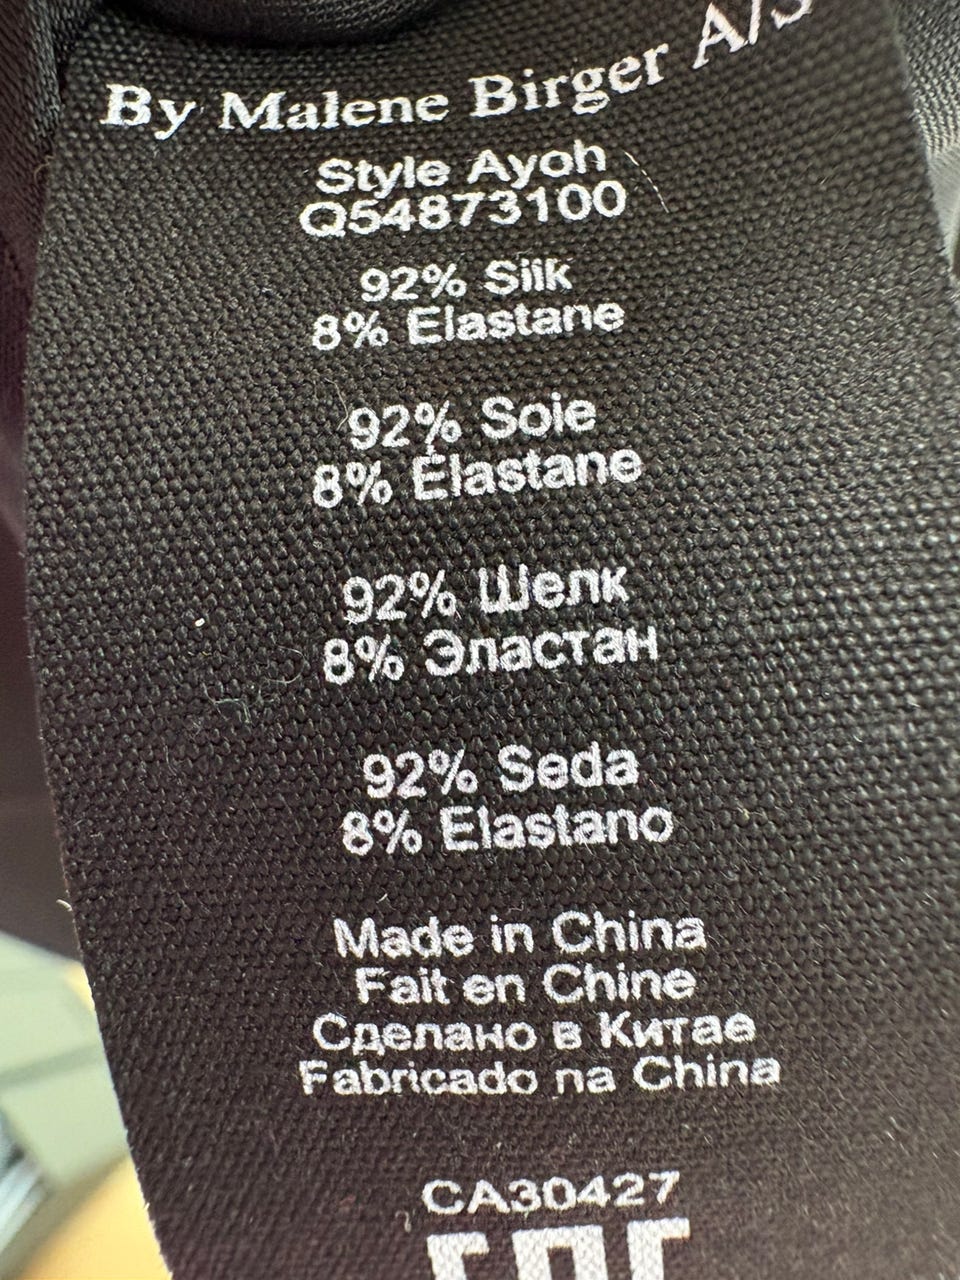 By Malene Birger A/S
Style Ayoh
Q54873100
92% Silk
8% Elastane
92% Soie
8% Élastane
92% Шелк
8% Эластан
92% Seda
8% Elastano
Made in China
Fait en Chine
Сделано в Китае
Fabricado na China
CA30427